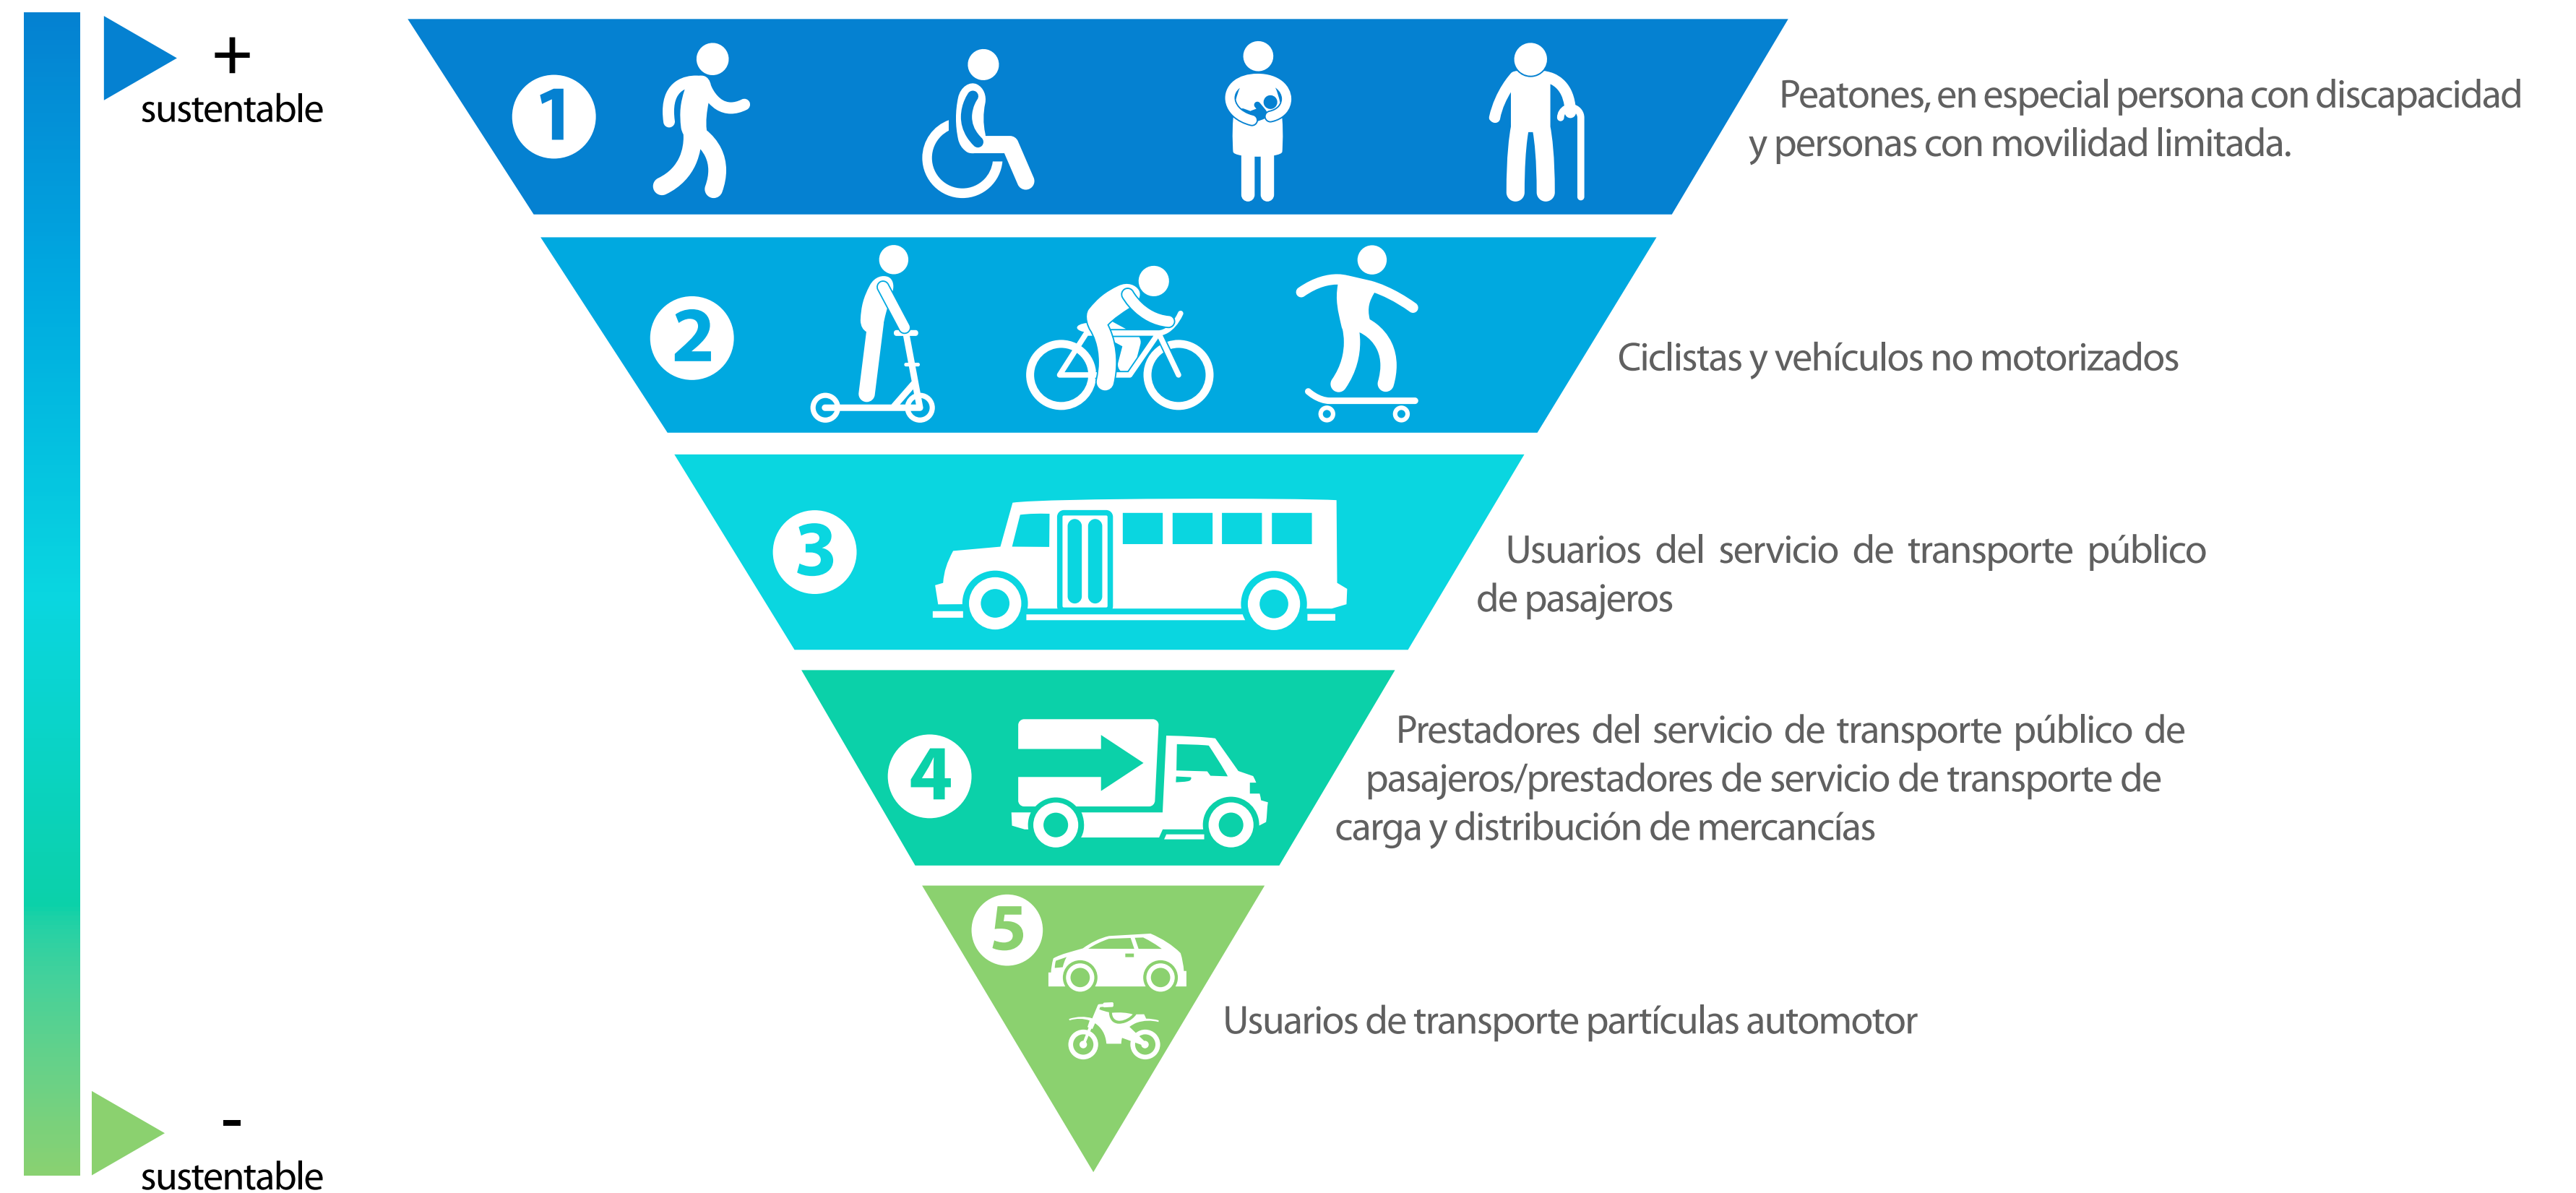 +
sustentable
1
Peatones, en especial persona con discapacidad
y personas con movilidad limitada.
2
Ciclistas y vehículos no motorizados
3
Usuarios del servicio de transporte público
de pasajeros
4
Prestadores del servicio de transporte público de
pasajeros/prestadores de servicio de transporte de
carga y distribución de mercancías
5
Usuarios de transporte partículas automotor
-
sustentable